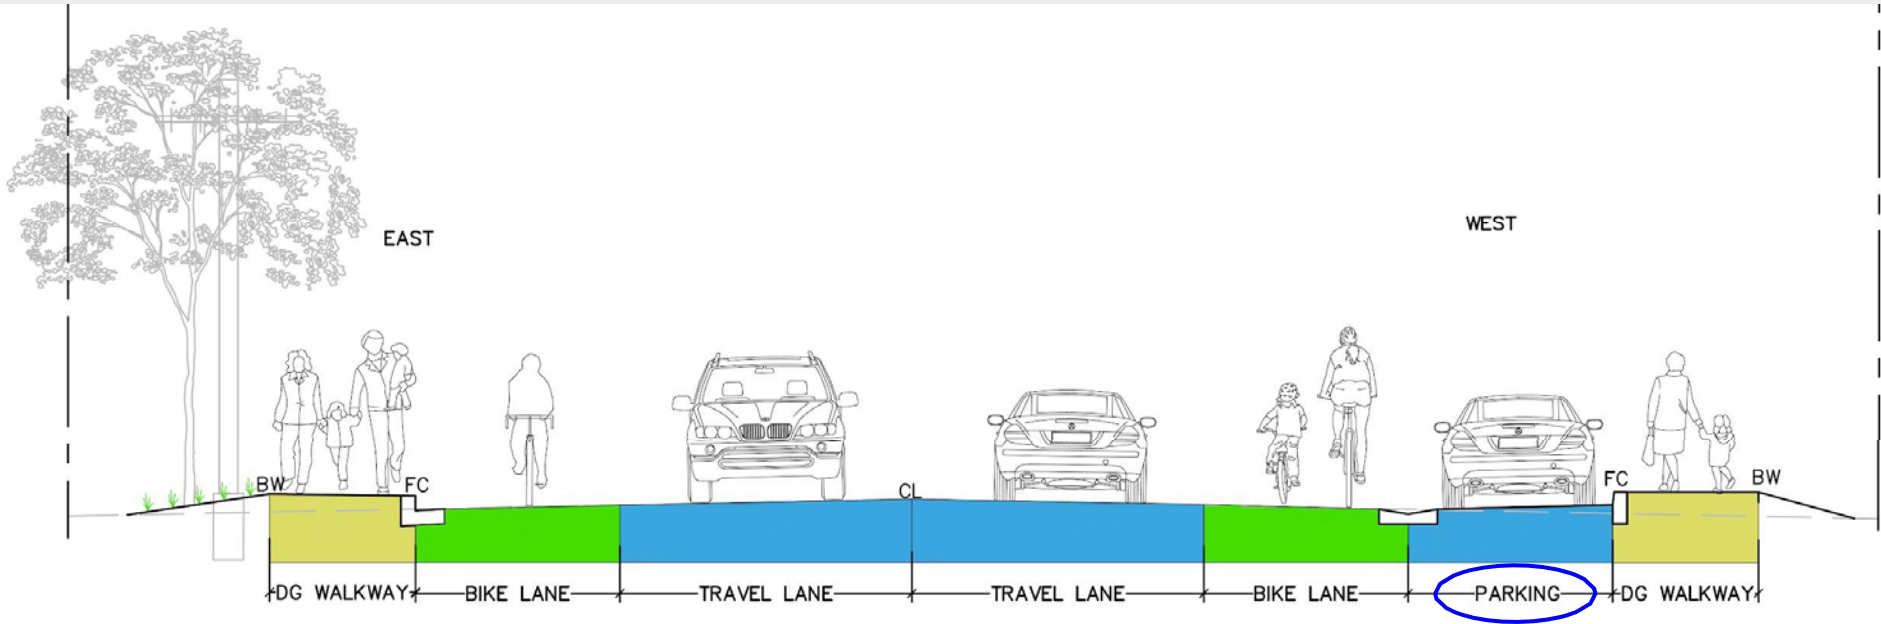 EAST
WEST
BW
FC
CL
FC
BW
DG WALKWAY
BIKE LANE
TRAVEL LANE
TRAVEL LANE
BIKE LANE
PARKING
DG WALKWAY